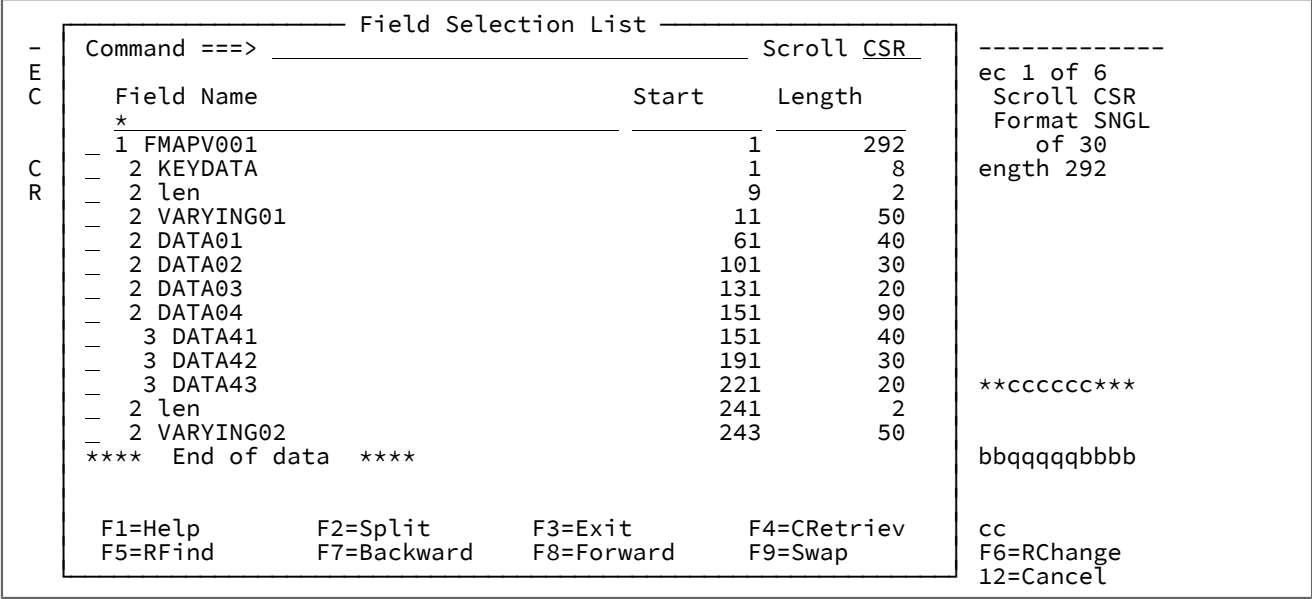 Field Selection List
- Command ===> Scroll CSR -------------
E ec 1 of 6
C Field Name Start Length Scroll CSR
* Format SNGL
_ 1 FMAPV001 1 292 of 30
C _ 2 KEYDATA 1 8 ength 292
R _ 2 len 9 2
_ 2 VARYING01 11 50
_ 2 DATA01 61 40
_ 2 DATA02 101 30
_ 2 DATA03 131 20
_ 2 DATA04 151 90
_ 3 DATA41 151 40
_ 3 DATA42 191 30
_ 3 DATA43 221 20 **cccccc***
_ 2 len 241 2
_ 2 VARYING02 243 50
**** End of data **** bbqqqqqbbbb
F1=Help F2=Split F3=Exit F4=CRetriev cc
F5=RFind F7=Backward F8=Forward F9=Swap F6=RChange
12=Cancel